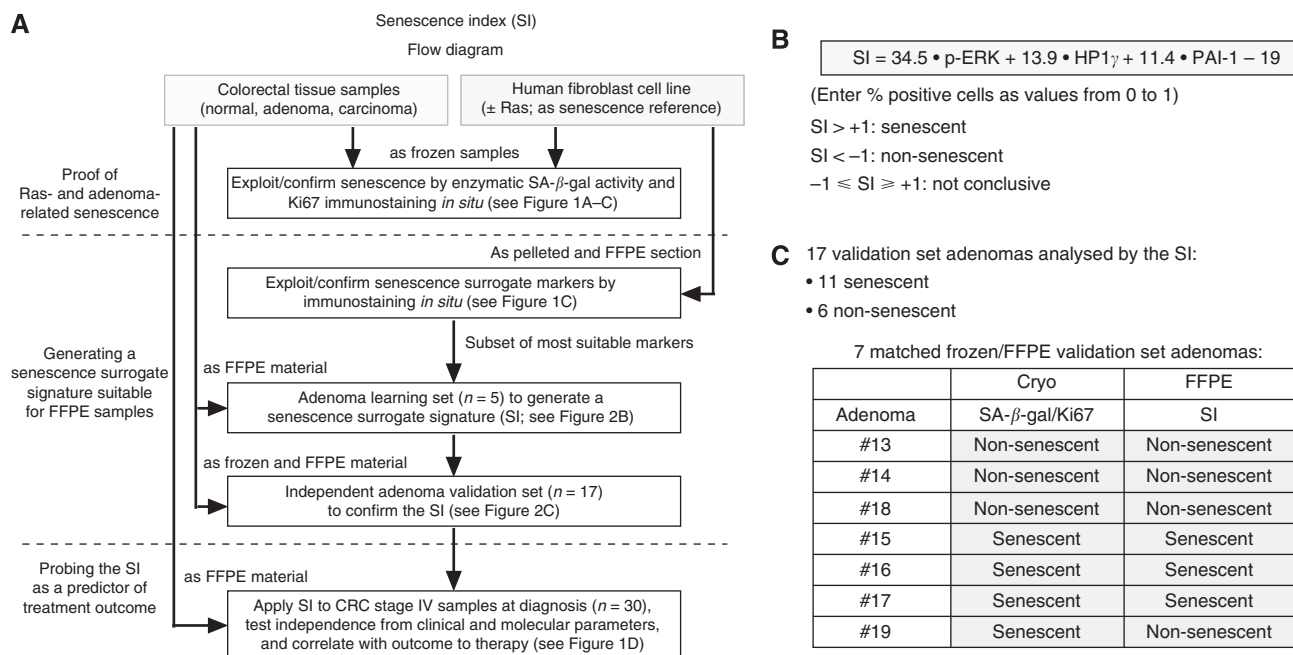 A
Senescence index (SI)
Flow diagram
Colorectal tissue samples
(normal, adenoma, carcinoma)
Human fibroblast cell line
(± Ras; as senescence reference)
as frozen samples
Proof of
Ras- and adenoma-
related senescence
Exploit/confirm senescence by enzymatic SA-β-gal activity and
Ki67 immunostaining in situ (see Figure 1A–C)
As pelleted and FFPE section
Exploit/confirm senescence surrogate markers by
immunostaining in situ (see Figure 1C)
Subset of most suitable markers
Generating a
senescence surrogate
signature suitable
for FFPE samples
as FFPE material
Adenoma learning set (n = 5) to generate a
senescence surrogate signature (SI; see Figure 2B)
as frozen and FFPE material
Independent adenoma validation set (n = 17)
to confirm the SI (see Figure 2C)
Probing the SI
as a predictor of
treatment outcome
as FFPE material
Apply SI to CRC stage IV samples at diagnosis (n = 30),
test independence from clinical and molecular parameters,
and correlate with outcome to therapy (see Figure 1D)
B
SI = 34.5 • p-ERK + 13.9 • HP1γ + 11.4 • PAI-1 – 19
(Enter % positive cells as values from 0 to 1)
SI > +1: senescent
SI < –1: non-senescent
–1 ⩽ SI ⩾ +1: not conclusive
C 17 validation set adenomas analysed by the SI:
• 11 senescent
• 6 non-senescent
7 matched frozen/FFPE validation set adenomas:
Cryo FFPE
Adenoma SA-β-gal/Ki67 SI
#13 Non-senescent Non-senescent
#14 Non-senescent Non-senescent
#18 Non-senescent Non-senescent
#15 Senescent Senescent
#16 Senescent Senescent
#17 Senescent Senescent
#19 Senescent Non-senescent